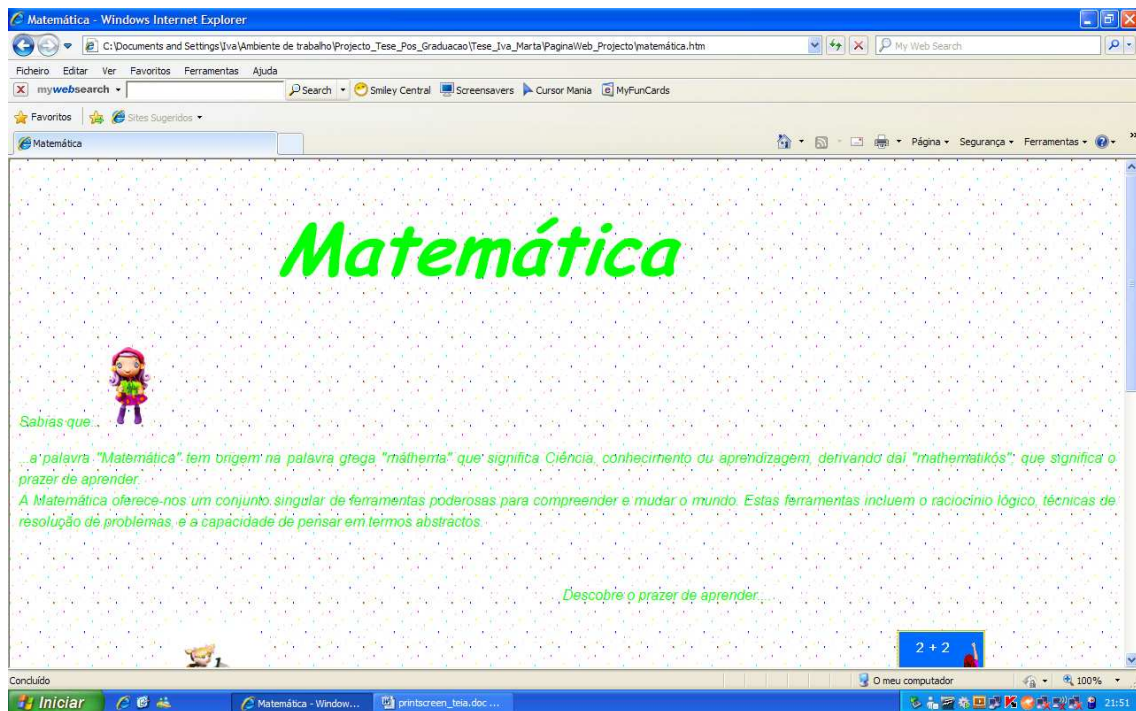 Matemática - Windows Internet Explorer
C:\Documents and Settings\Iva\Ambiente de trabalho\Projecto_Tese_Pos_Graduacao\Tese_Iva_Marta\PaginaWeb_Projecto\matemática.htm
My Web Search
Ficheiro Editar Ver Favoritos Ferramentas Ajuda
mywebsearch Search Smiley Central Screensavers Cursor Mania MyFunCards
Favoritos Sites Sugeridos
Matemática Página Segurança Ferramentas
Matemática
Sabias que...
...a palavra "Matemática" tem origem na palavra grega "máthema" que significa Ciência, conhecimento ou aprendizagem, derivando daí "mathematikós", que significa o
prazer de aprender.
A Matemática oferece-nos um conjunto singular de ferramentas poderosas para compreender e mudar o mundo. Estas ferramentas incluem o raciocínio lógico, técnicas de
resolução de problemas, e a capacidade de pensar em termos abstractos.
Descobre o prazer de aprender...
2 + 2
Concluído O meu computador 100%
Iniciar Matemática - Window... printscreen_teia.doc ... 21:51